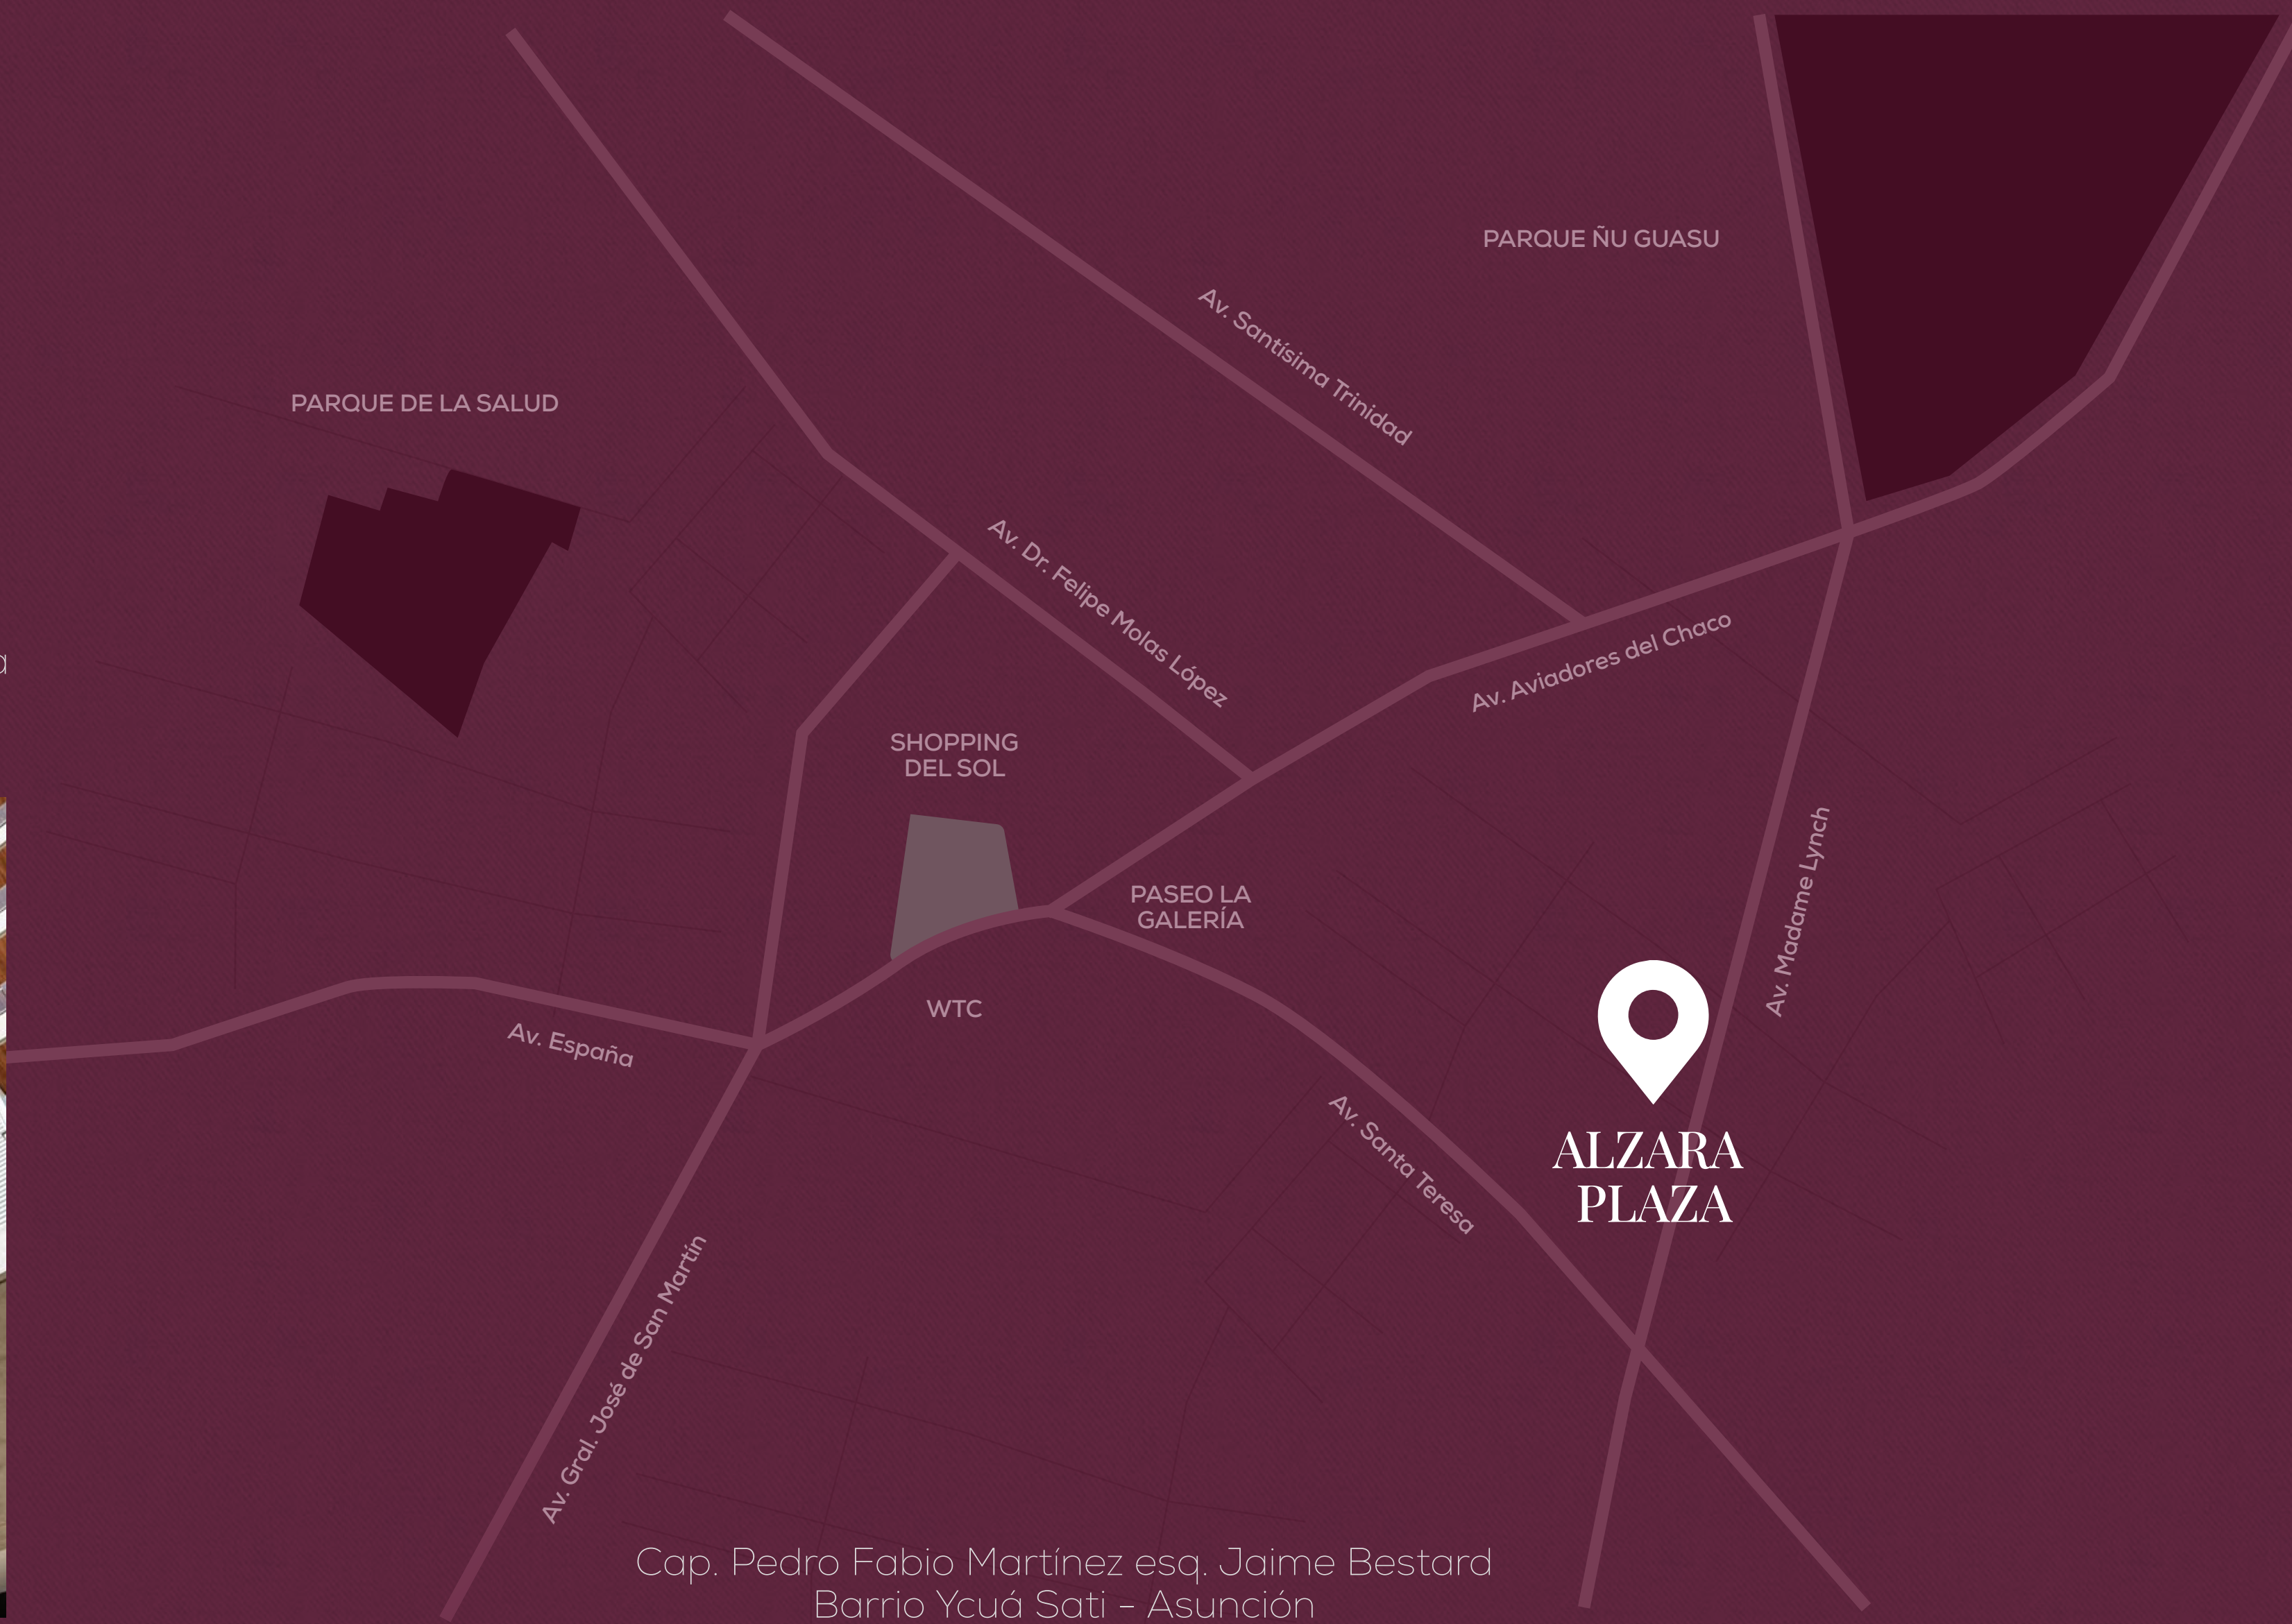 PARQUE ÑU GUASU
Av. Santísima Trinidad
PARQUE DE LA SALUD
Av. Dr. Felipe Molas López
Av. Aviadores del Chaco
SHOPPING
DEL SOL
PASEO LA
GALERÍA
Av. Madame Lynch
WTC
Av. España
Av. Santa Teresa
ALZARA
PLAZA
Av. Gral. José de San Martín
Cap. Pedro Fabio Martínez esq. Jaime Bestard
Barrio Ycuá Sati – Asunción